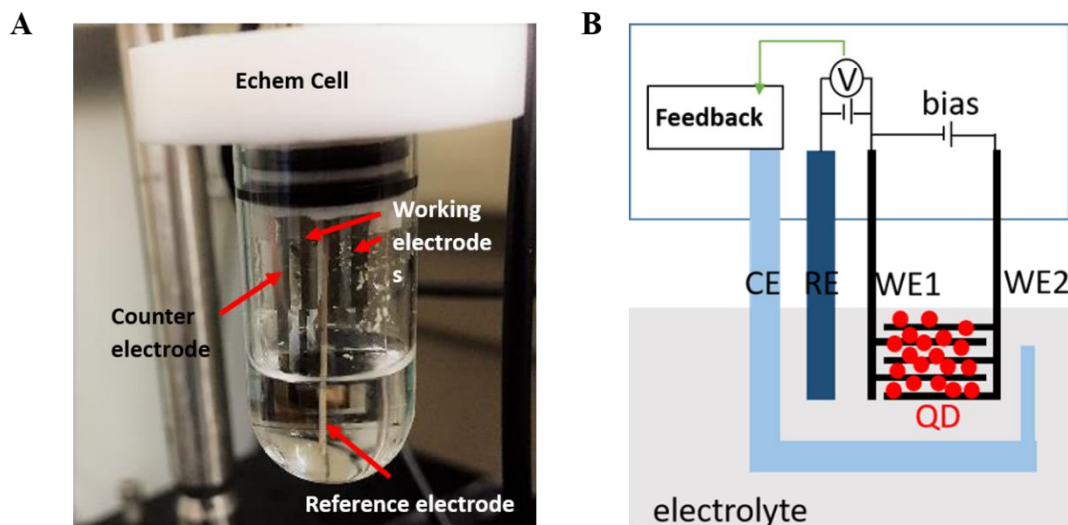 A
Echem Cell
Working
electrode
s
Counter
electrode
Reference electrode
B
V
Feedback
bias
CE
RE
WE1
WE2
QD
electrolyte